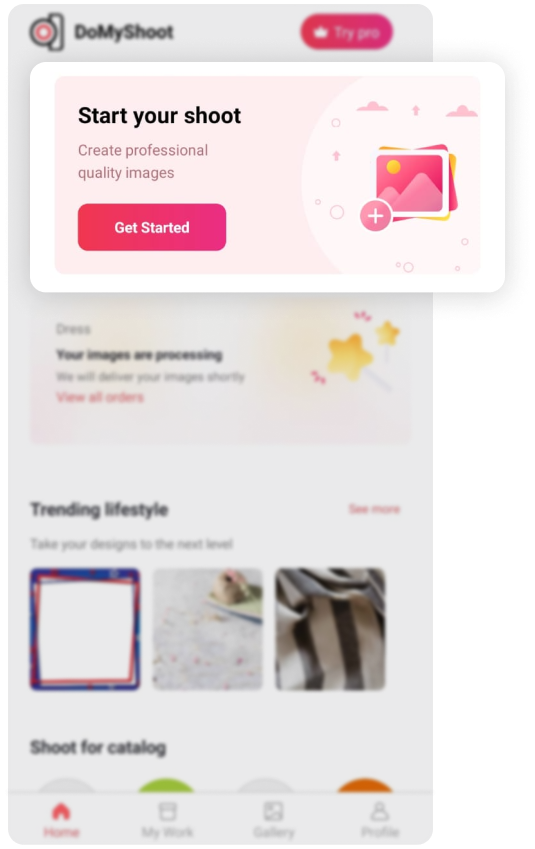 DoMyShoot
Try pro
Start your shoot
Create professional
quality images
Get Started
Dress
Your images are processing
We will deliver your images shortly
View all orders
Trending lifestyle
See more
Take your designs to the next level
Shoot for catalog
Home
My Work
Gallery
Profile